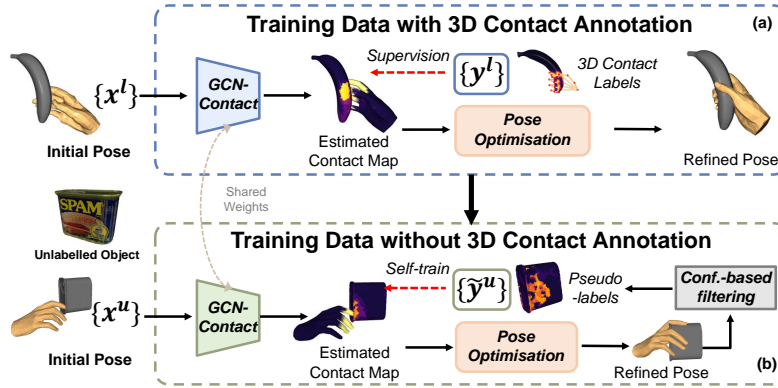 Training Data with 3D Contact Annotation
(a)
Supervision
{y^l}
3D Contact
Labels
GCN-
Contact
{x^l}
Initial Pose
Estimated
Contact Map
Pose
Optimisation
Refined Pose
Shared
Weights
SPAM
Unlabelled Object
Training Data without 3D Contact Annotation
Self-train
{ỹ^u}
Pseudo
-labels
Conf.-based
filtering
GCN-
Contact
{x^u}
Initial Pose
Estimated
Contact Map
Pose
Optimisation
Refined Pose
(b)